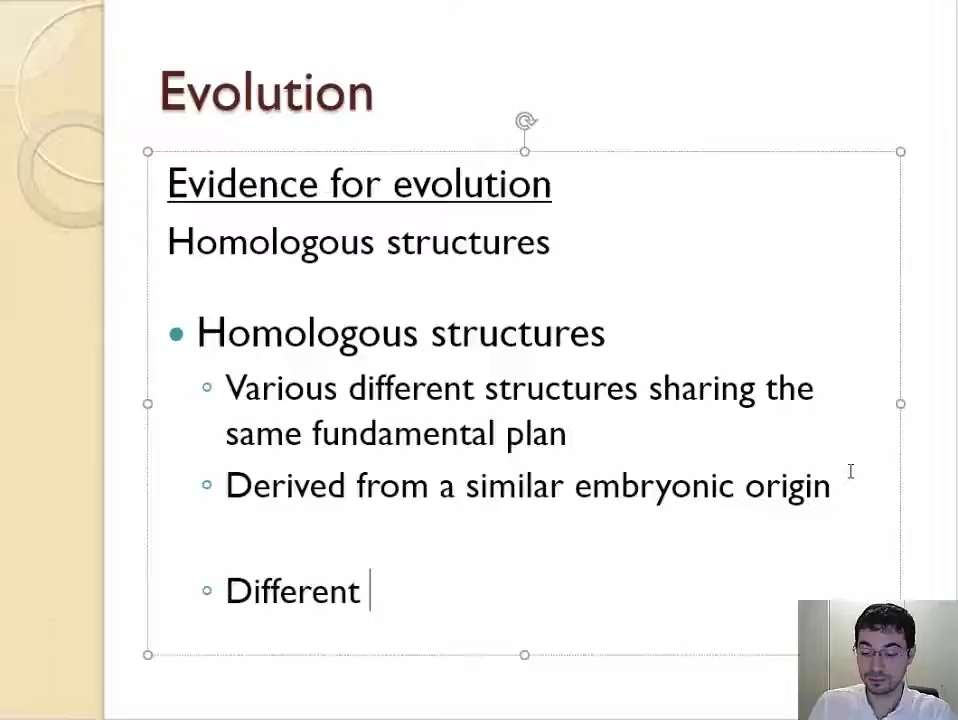 Evolution
Evidence for evolution
Homologous structures
Homologous structures
Various different structures sharing the
same fundamental plan
Derived from a similar embryonic origin
Different